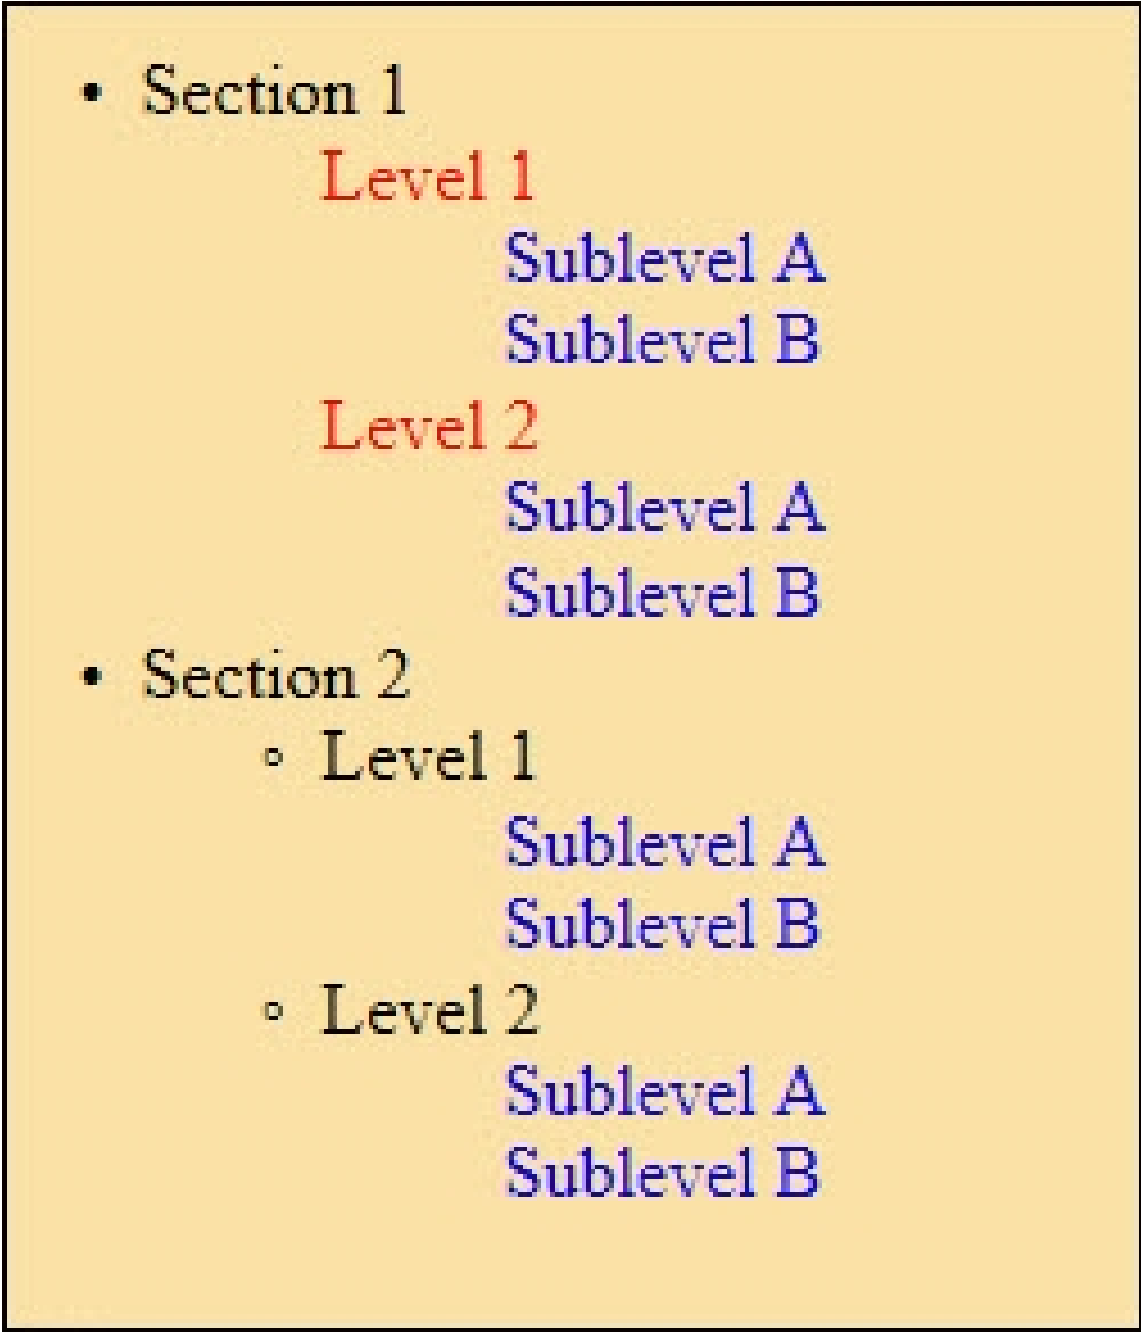 • Section 1
Level 1
Sublevel A
Sublevel B
Level 2
Sublevel A
Sublevel B
• Section 2
◦ Level 1
Sublevel A
Sublevel B
◦ Level 2
Sublevel A
Sublevel B